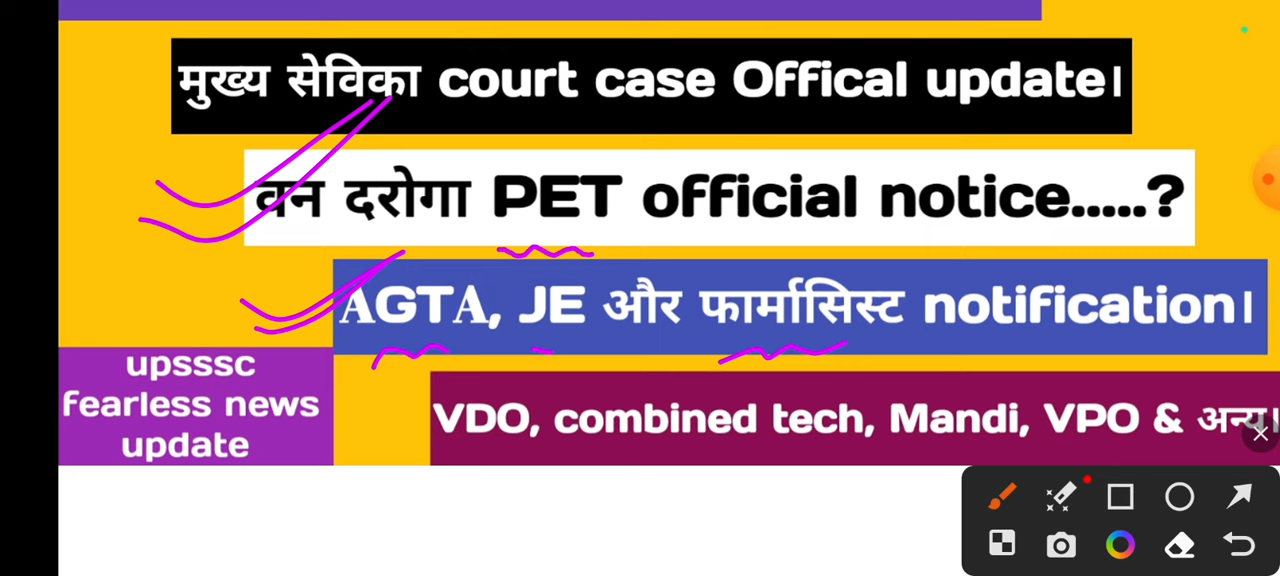 मुख्य सेविका court case Offical update।
वन दरोगा PET official notice.....?
AGTA, JE और फार्मासिस्ट notification।
upsssc
fearless news
update
VDO, combined tech, Mandi, VPO & अन्य।